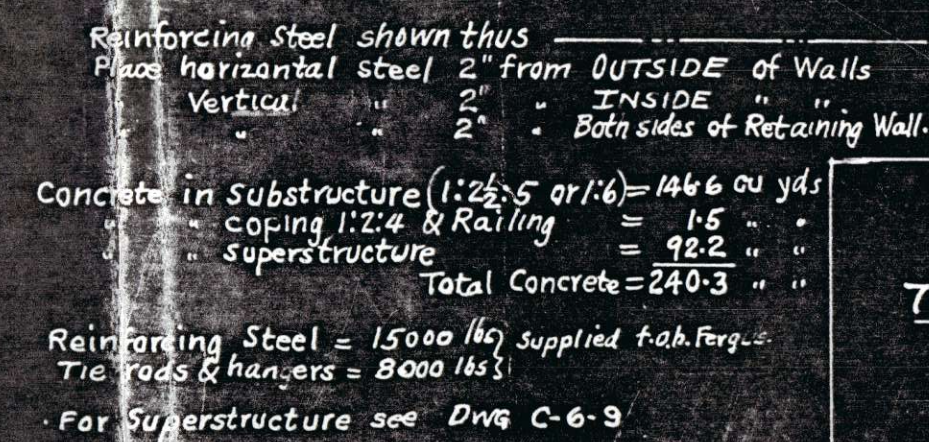 Reinforcing Steel shown thus
Place horizontal steel 2" from OUTSIDE of Walls
Vertical " 2" " INSIDE " ".
" " " 2" " Both sides of Retaining Wall.
Concrete in Substructure (1:2½:5 or 1:6) = 146.6 cu yds
" " coping 1:2:4 & Railing = 1.5 " "
" " superstructure = 92.2 " "
Total Concrete = 240.3 " "
Reinforcing Steel = 15000 lbs} supplied f.o.b. Fergus.
Tie rods & hangers = 8000 lbs}
For Superstructure see DWG C-6-9